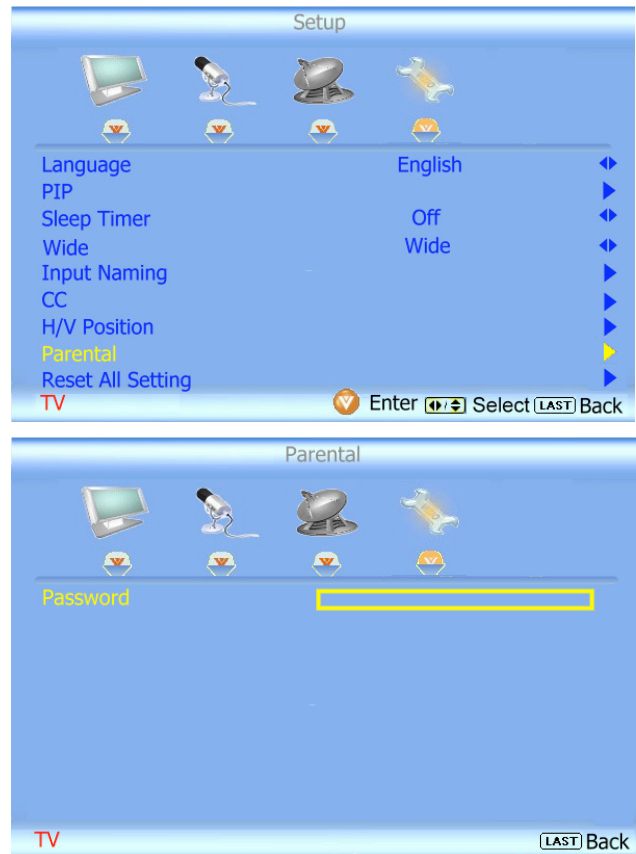 Setup
Language English
PIP
Sleep Timer Off
Wide Wide
Input Naming
CC
H/V Position
Parental
Reset All Setting
TV Enter Select LAST Back
Parental
Password
TV LAST Back